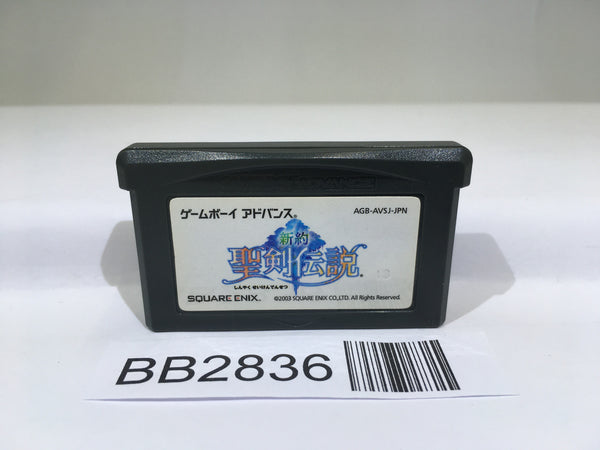 ゲームボーイ アドバンス®
AGB-AVSJ-JPN
新約
聖剣伝説
しんやく せいけんでんせつ
SQUARE ENIX.
©2003 SQUARE ENIX CO.,LTD. All Rights Reserved.
BB2836